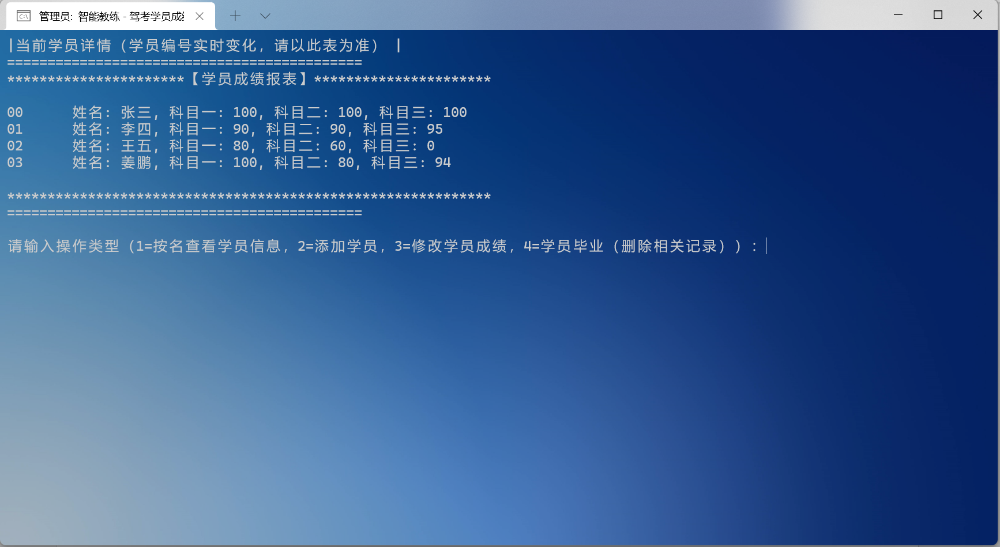 管理员: 智能教练 - 驾考学员成
|当前学员详情（学员编号实时变化，请以此表为准） |
============================================
**********************【学员成绩报表】**********************
00 姓名: 张三, 科目一: 100, 科目二: 100, 科目三: 100
01 姓名: 李四, 科目一: 90, 科目二: 90, 科目三: 95
02 姓名: 王五, 科目一: 80, 科目二: 60, 科目三: 0
03 姓名: 姜鹏, 科目一: 100, 科目二: 80, 科目三: 94
************************************************************
============================================
请输入操作类型（1=按名查看学员信息，2=添加学员，3=修改学员成绩，4=学员毕业（删除相关记录））：